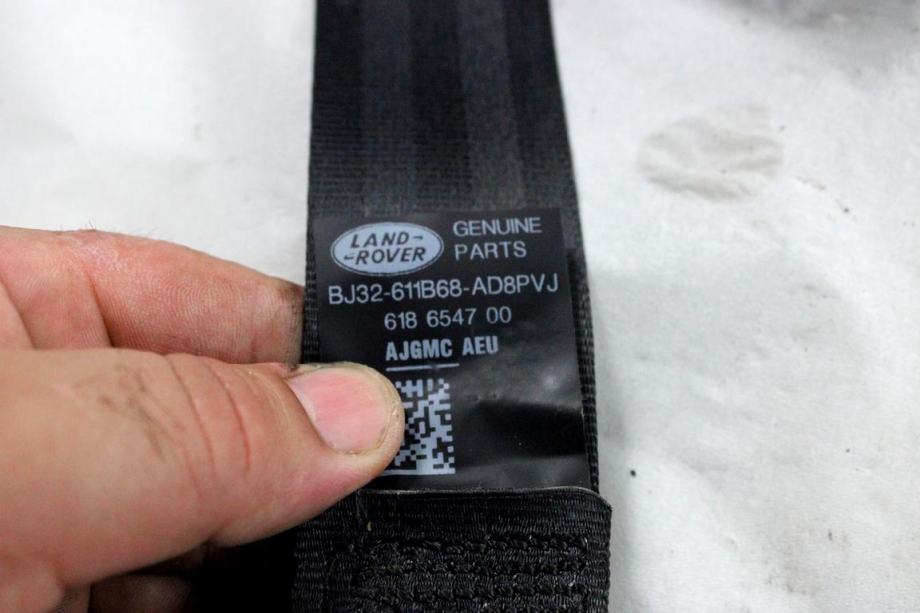 LAND-
-ROVER
GENUINE
PARTS
BJ32-611B68-AD8PVJ
618 6547 00
AJGMC AEU